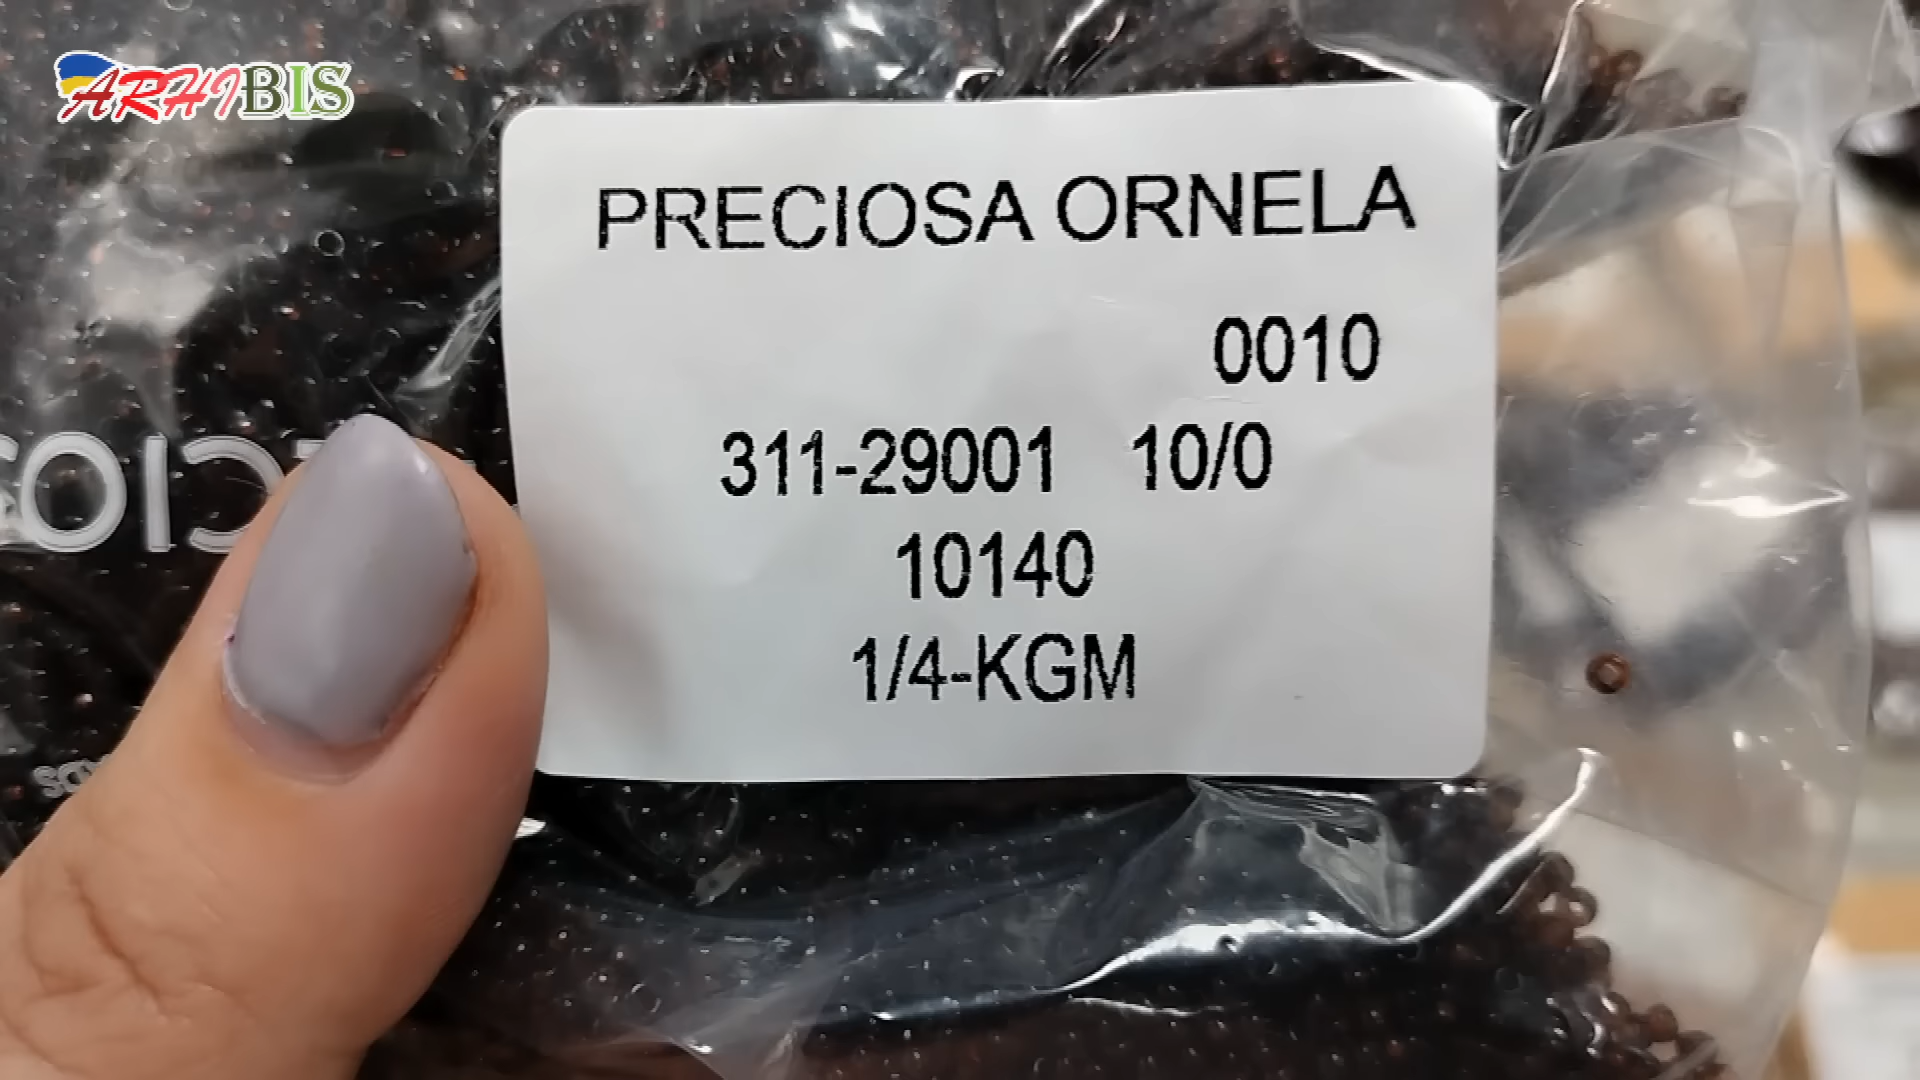 ARHIBIS
PRECIOSA ORNELA
0010
311-29001 10/0
10140
1/4-KGM